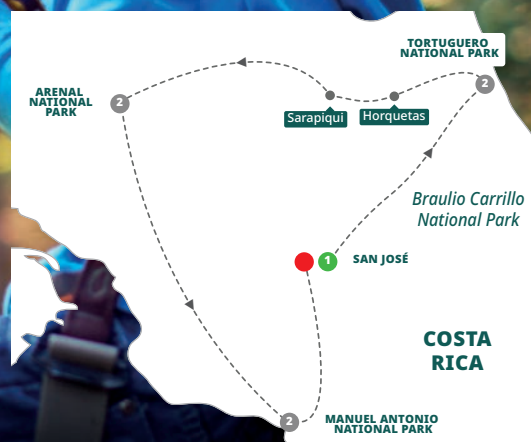 TORTUGUERO
NATIONAL PARK
2
ARENAL
NATIONAL
PARK
2
Sarapiqui
Horquetas
Braulio Carrillo
National Park
1
SAN JOSÉ
COSTA
RICA
2
MANUEL ANTONIO
NATIONAL PARK